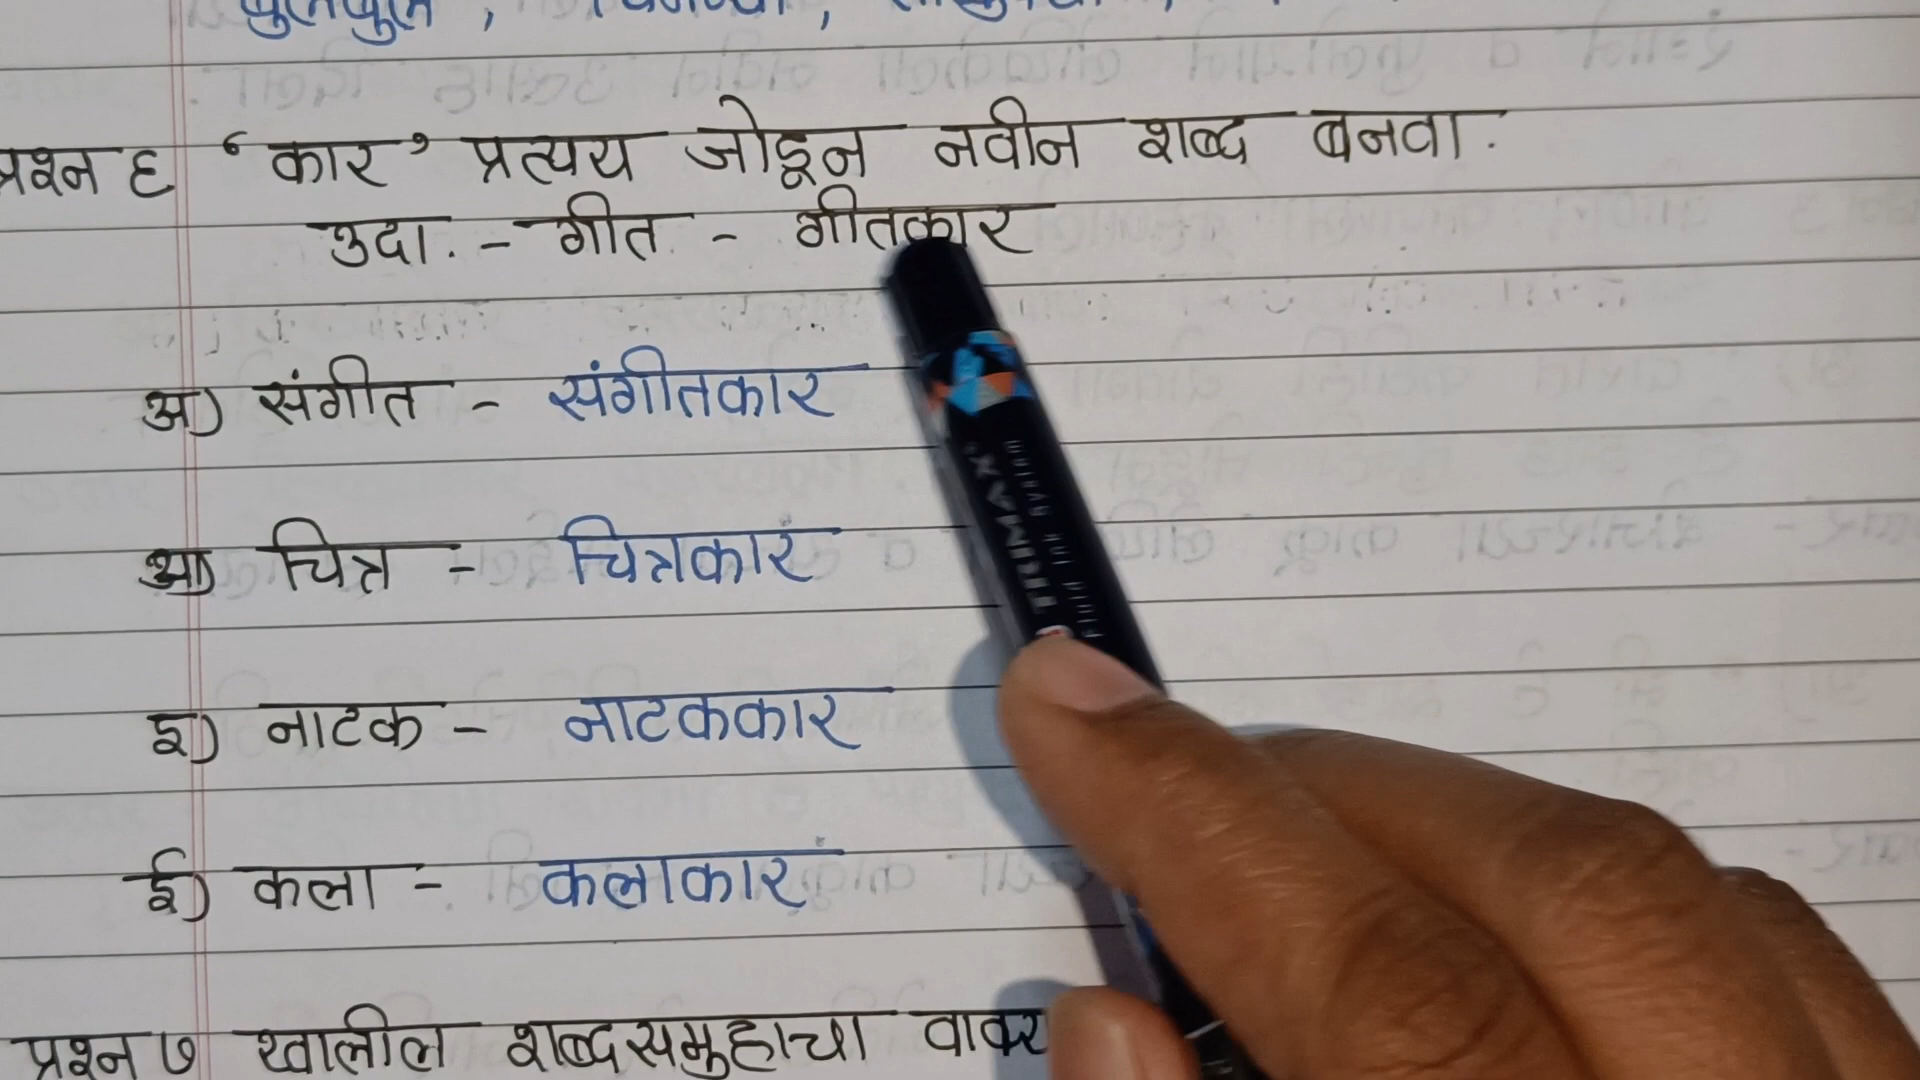 प्रश्न ६ ‘कार’ प्रत्यय जोडून नवीन शब्द बनवा.
उदा. - गीत - गीतकार
अ) संगीत - संगीतकार
आ) चित्र - चित्रकार
इ) नाटक - नाटककार
ई) कला - कलाकार
प्रश्न ७ खालील शब्दसमुहाचा